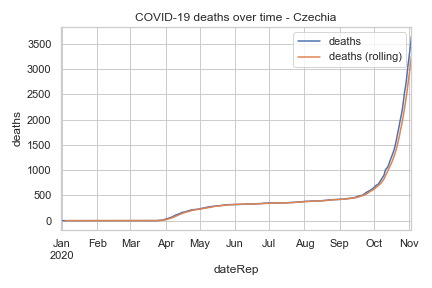 COVID-19 deaths over time - Czechia
deaths
deaths (rolling)
3500
3000
2500
2000
1500
1000
500
0
deaths
Jan Feb Mar Apr May Jun Jul Aug Sep Oct Nov
2020
dateRep